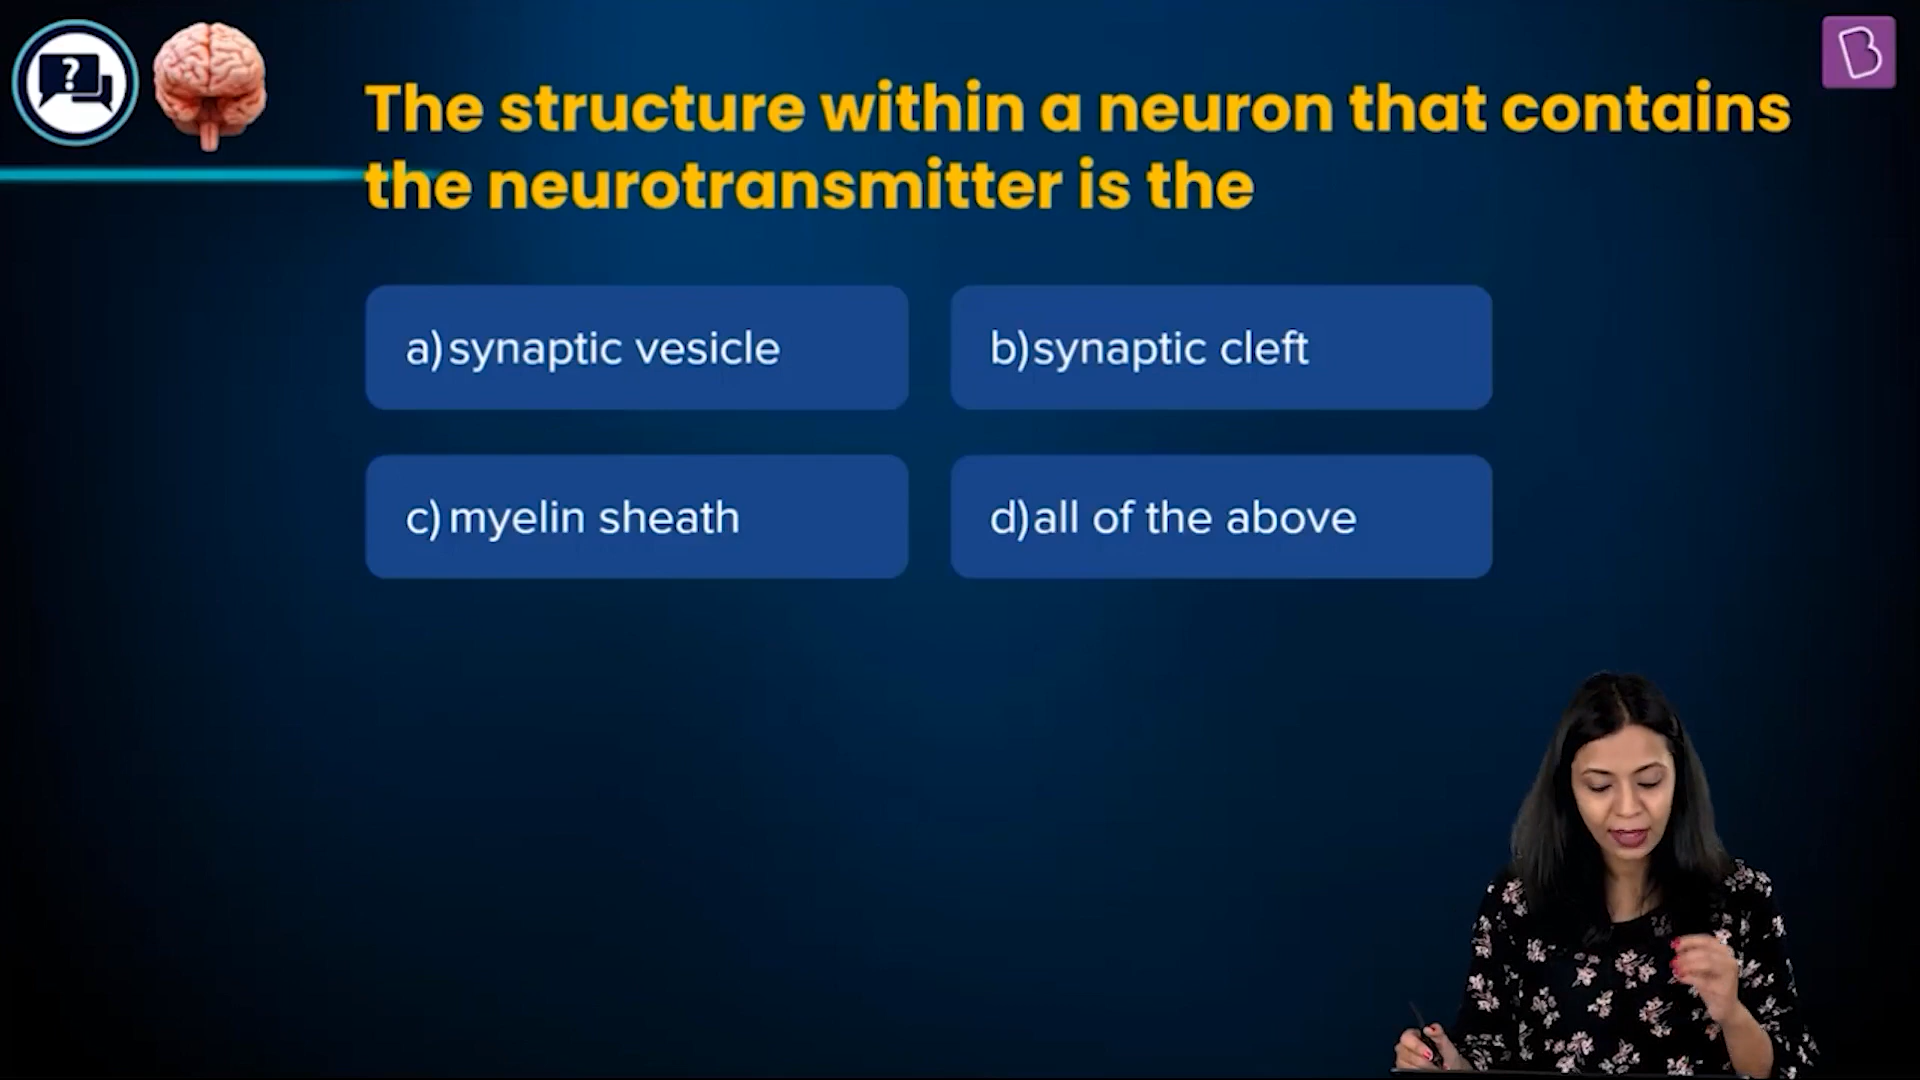 ?
B
The structure within a neuron that contains
the neurotransmitter is the
a) synaptic vesicle
b) synaptic cleft
c) myelin sheath
d) all of the above